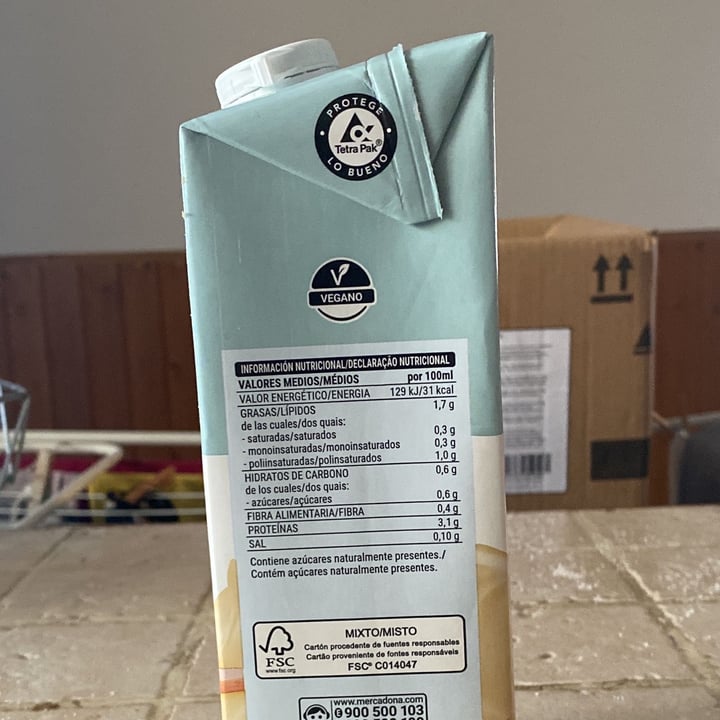 PROTEGE
Tetra Pak®
LO BUENO
V
VEGANO
INFORMACIÓN NUTRICIONAL/DECLARAÇÃO NUTRICIONAL
VALORES MEDIOS/MÉDIOS por 100ml
VALOR ENERGÉTICO/ENERGIA 129 kJ/31 kcal
GRASAS/LÍPIDOS 1,7 g
de las cuales/dos quais:
- saturadas/saturados 0,3 g
- monoinsaturadas/monoinsaturados 0,3 g
- poliinsaturadas/polinsaturados 1,0 g
HIDRATOS DE CARBONO 0,6 g
de los cuales/dos quais:
- azúcares/açúcares 0,6 g
FIBRA ALIMENTARIA/FIBRA 0,4 g
PROTEÍNAS 3,1 g
SAL 0,10 g
Contiene azúcares naturalmente presentes./
Contém açúcares naturalmente presentes.
MIXTO/MISTO
Cartón procedente de fuentes responsables
Cartão proveniente de fontes responsáveis
FSC® C014047
FSC
www.fsc.org
www.mercadona.com
900 500 103